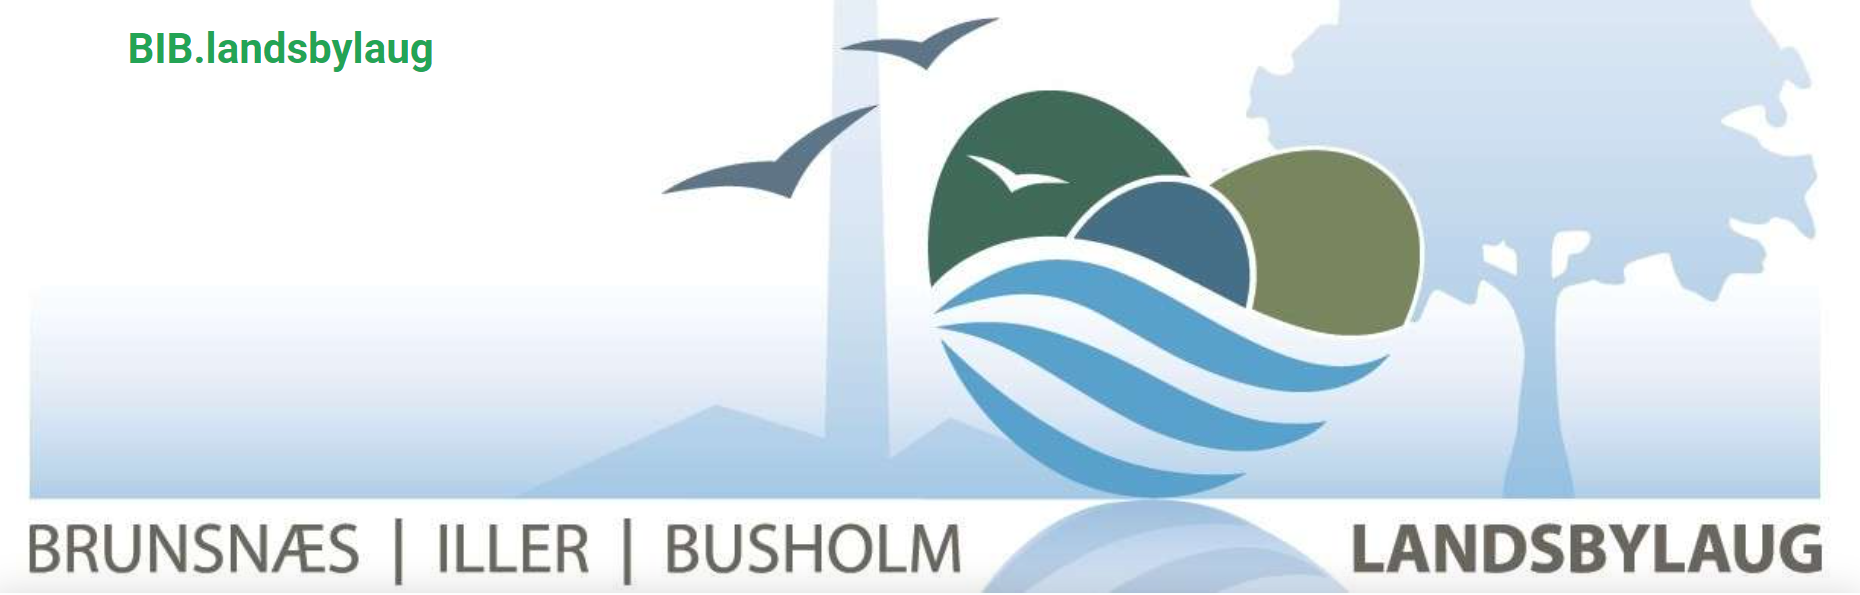 BIB.landsbylaug
BRUNSNÆS | ILLER | BUSHOLM LANDSBYLAUG